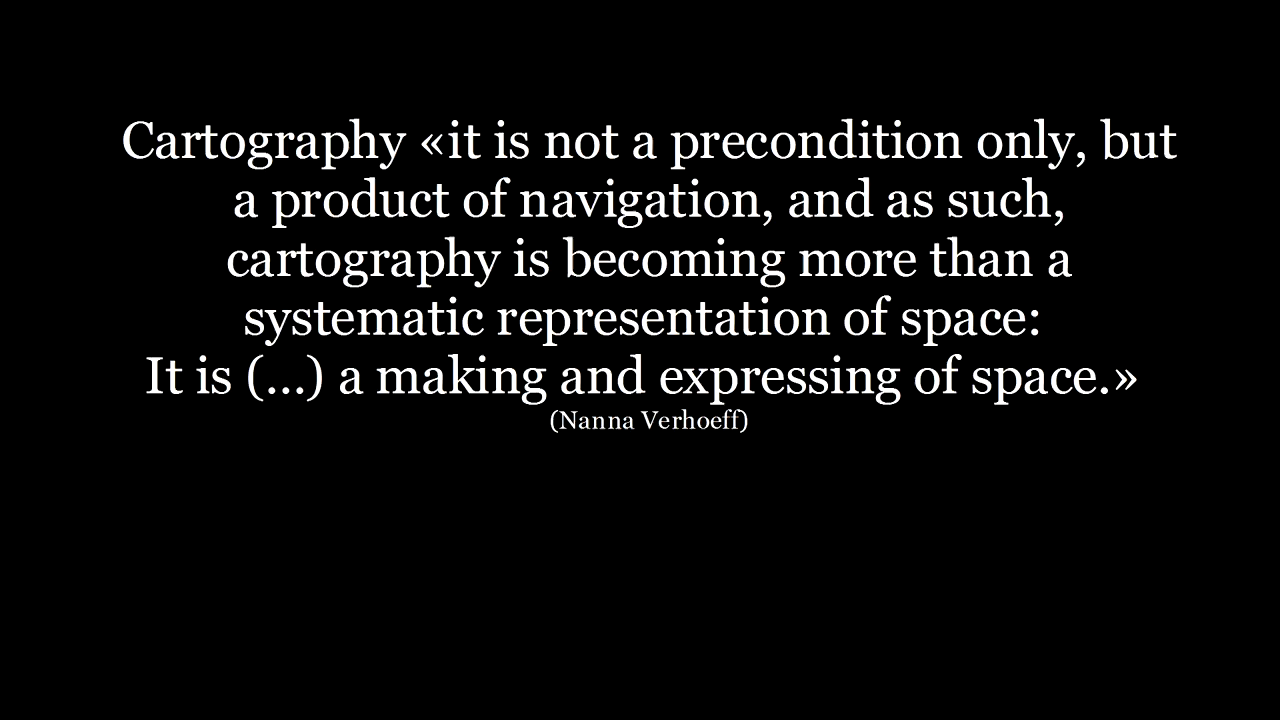 Cartography «it is not a precondition only, but
a product of navigation, and as such,
cartography is becoming more than a
systematic representation of space:
It is (...) a making and expressing of space.»
(Nanna Verhoeff)